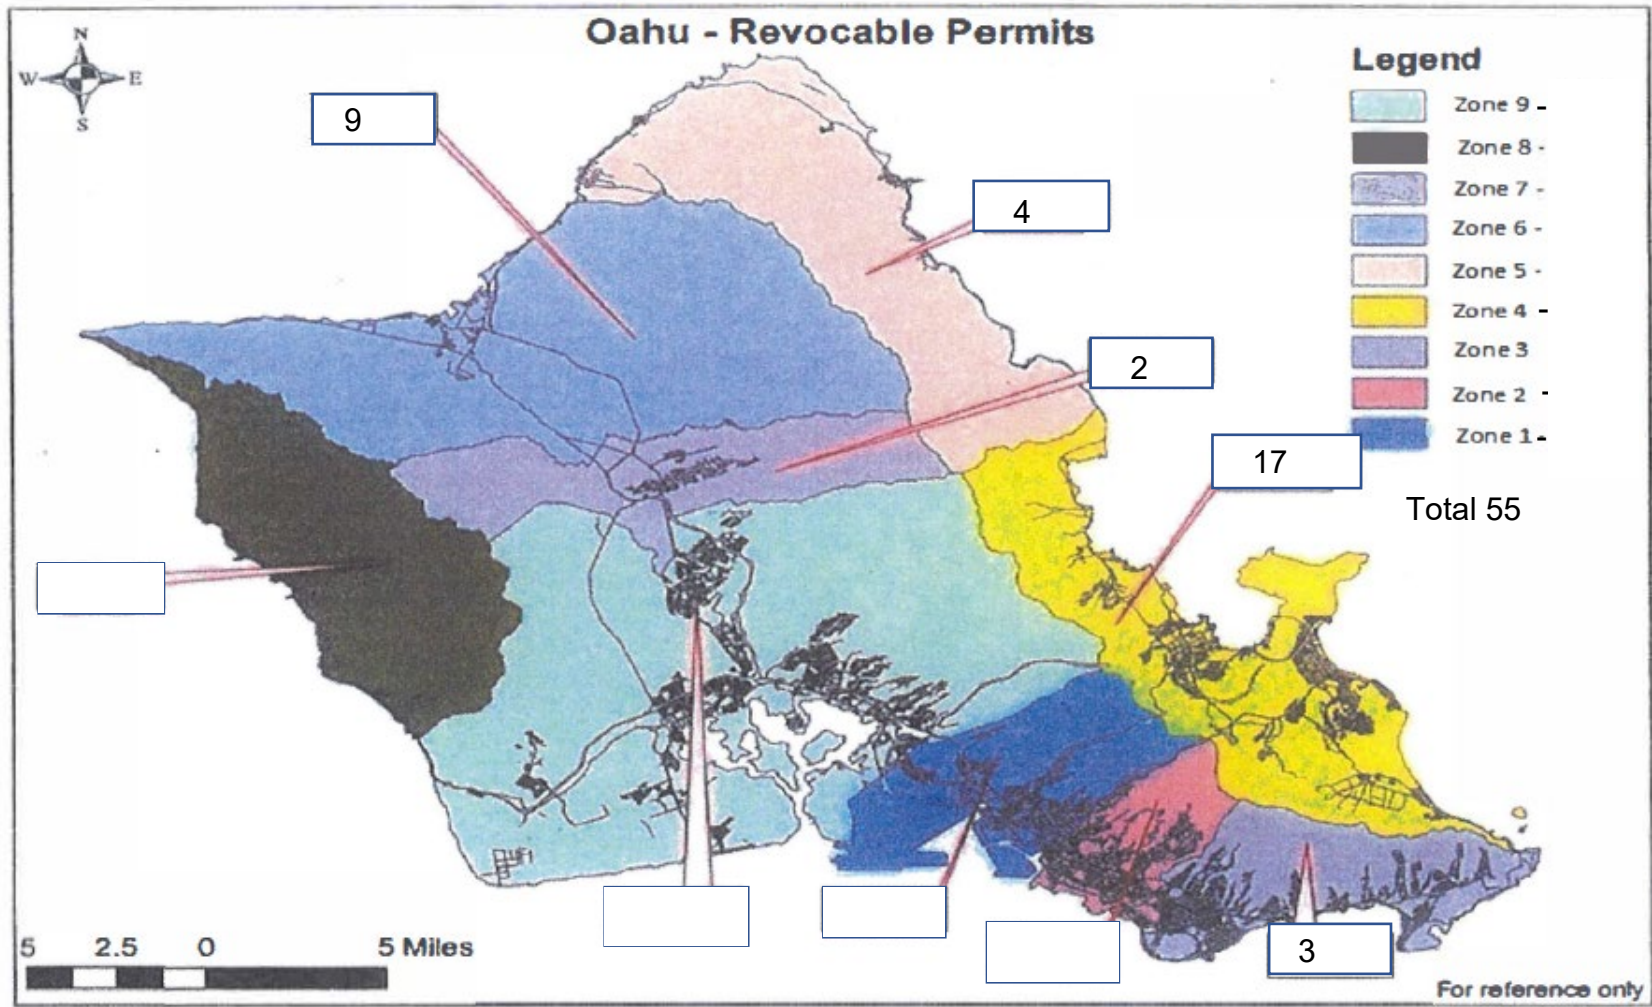 Oahu - Revocable Permits
N
W E
S
Legend
Zone 9 -
Zone 8 -
Zone 7 -
Zone 6 -
Zone 5 -
Zone 4 -
Zone 3
Zone 2 -
Zone 1 -
Total 55
9
4
2
17
3
5 2.5 0 5 Miles
For reference only